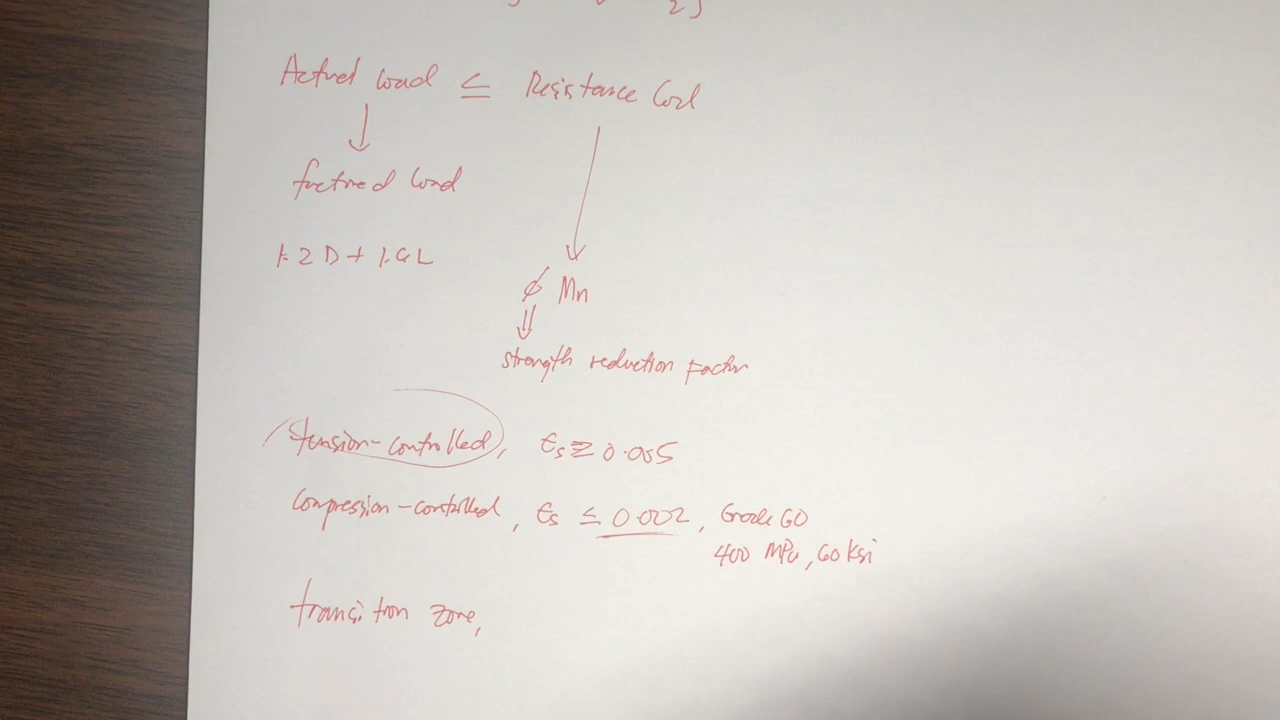 Actual load ≤ Resistance Load
factored load
1.2D + 1.6L
φ Mn
strength reduction Factor
tension-controlled, εs ≥ 0.005
Compression-controlled, εs ≤ 0.002, Grade 60
400 MPa, 60 ksi
transition zone,